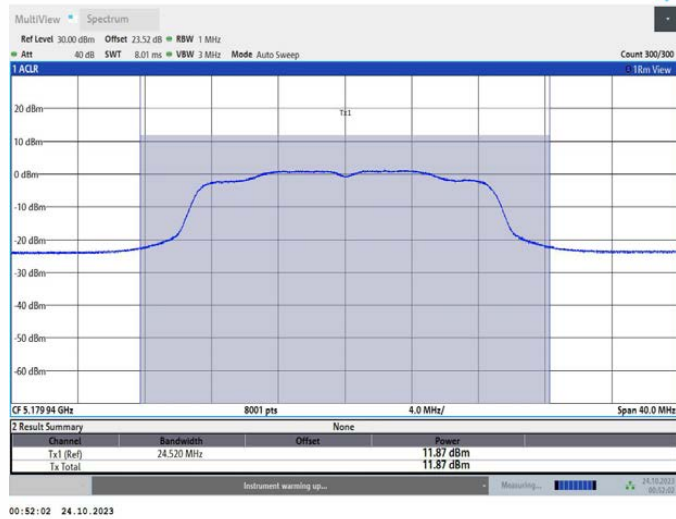 MultiView Spectrum
Ref Level 30.00 dBm Offset 23.52 dB RBW 1 MHz
Att 40 dB SWT 8.01 ms VBW 3 MHz Mode Auto Sweep Count 300/300
1 ACLR 1Rm View
Tx1
20 dBm
10 dBm
0 dBm
-10 dBm
-20 dBm
-30 dBm
-40 dBm
-50 dBm
-60 dBm
CF 5.179 94 GHz 8001 pts 4.0 MHz/ Span 40.0 MHz
2 Result Summary None
Channel Bandwidth Offset Power
Tx1 (Ref) 24.520 MHz 11.87 dBm
Tx Total 11.87 dBm
Instrument warming up... Measuring... 24.10.2023
00:52:02
00:52:02 24.10.2023